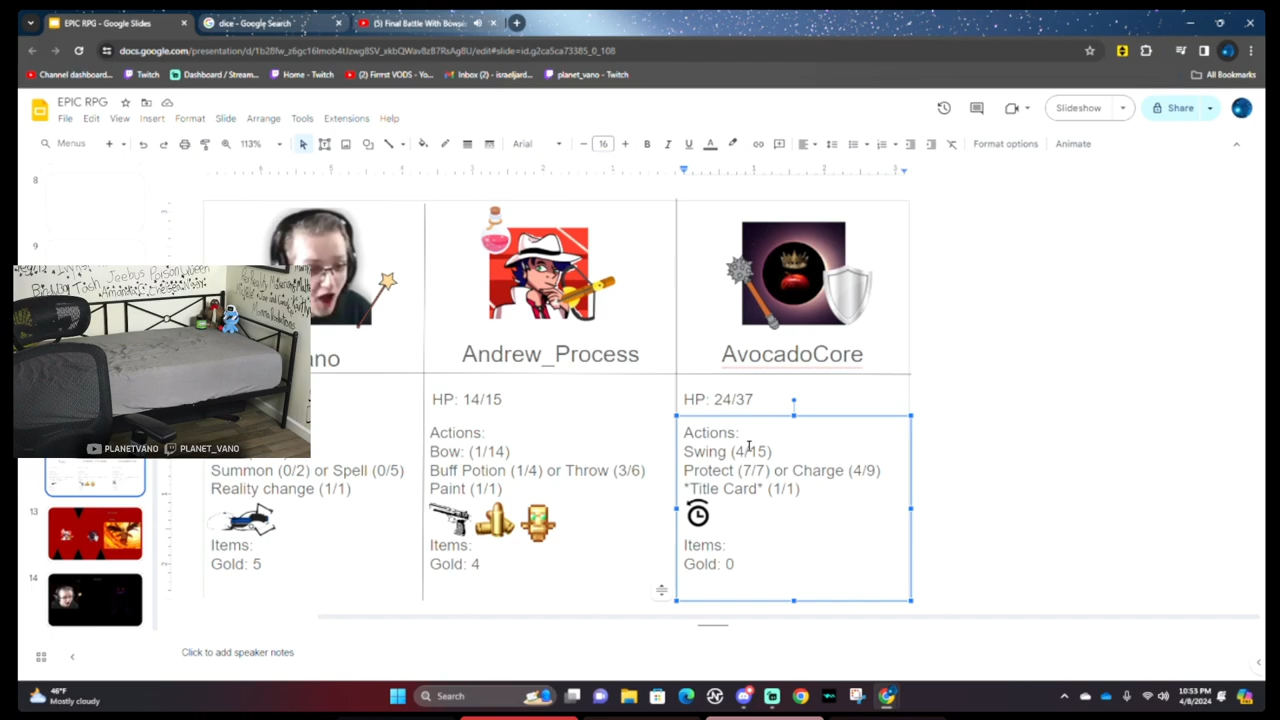 EPIC RPG - Google Slides
dice - Google Search
(5) Final Battle With Bowse
docs.google.com/presentation/d/
Channel dashboard...
Twitch
Dashboard / Stream...
Home - Twitch
(2) Firrrst VODS - Yo...
Inbox (2) - israeljard...
planet_vano - Twitch
All Bookmarks
EPIC RPG
File Edit View Insert Format Slide Arrange Tools Extensions Help
Slideshow
Share
Menus
113%
Arial
16
Format options
Animate
8
9
ano
Andrew_Process
AvocadoCore
PLANETVANO PLANET_VANO
Summon (0/2) or Spell (0/5)
Reality change (1/1)
Items:
Gold: 5
HP: 14/15
Actions:
Bow: (1/14)
Buff Potion (1/4) or Throw (3/6)
Paint (1/1)
Items:
Gold: 4
HP: 24/37
Actions:
Swing (4/15)
Protect (7/7) or Charge (4/9)
*Title Card* (1/1)
Items:
Gold: 0
13
14
Click to add speaker notes
46°F
Mostly cloudy
Search
10:53 PM
4/8/2024